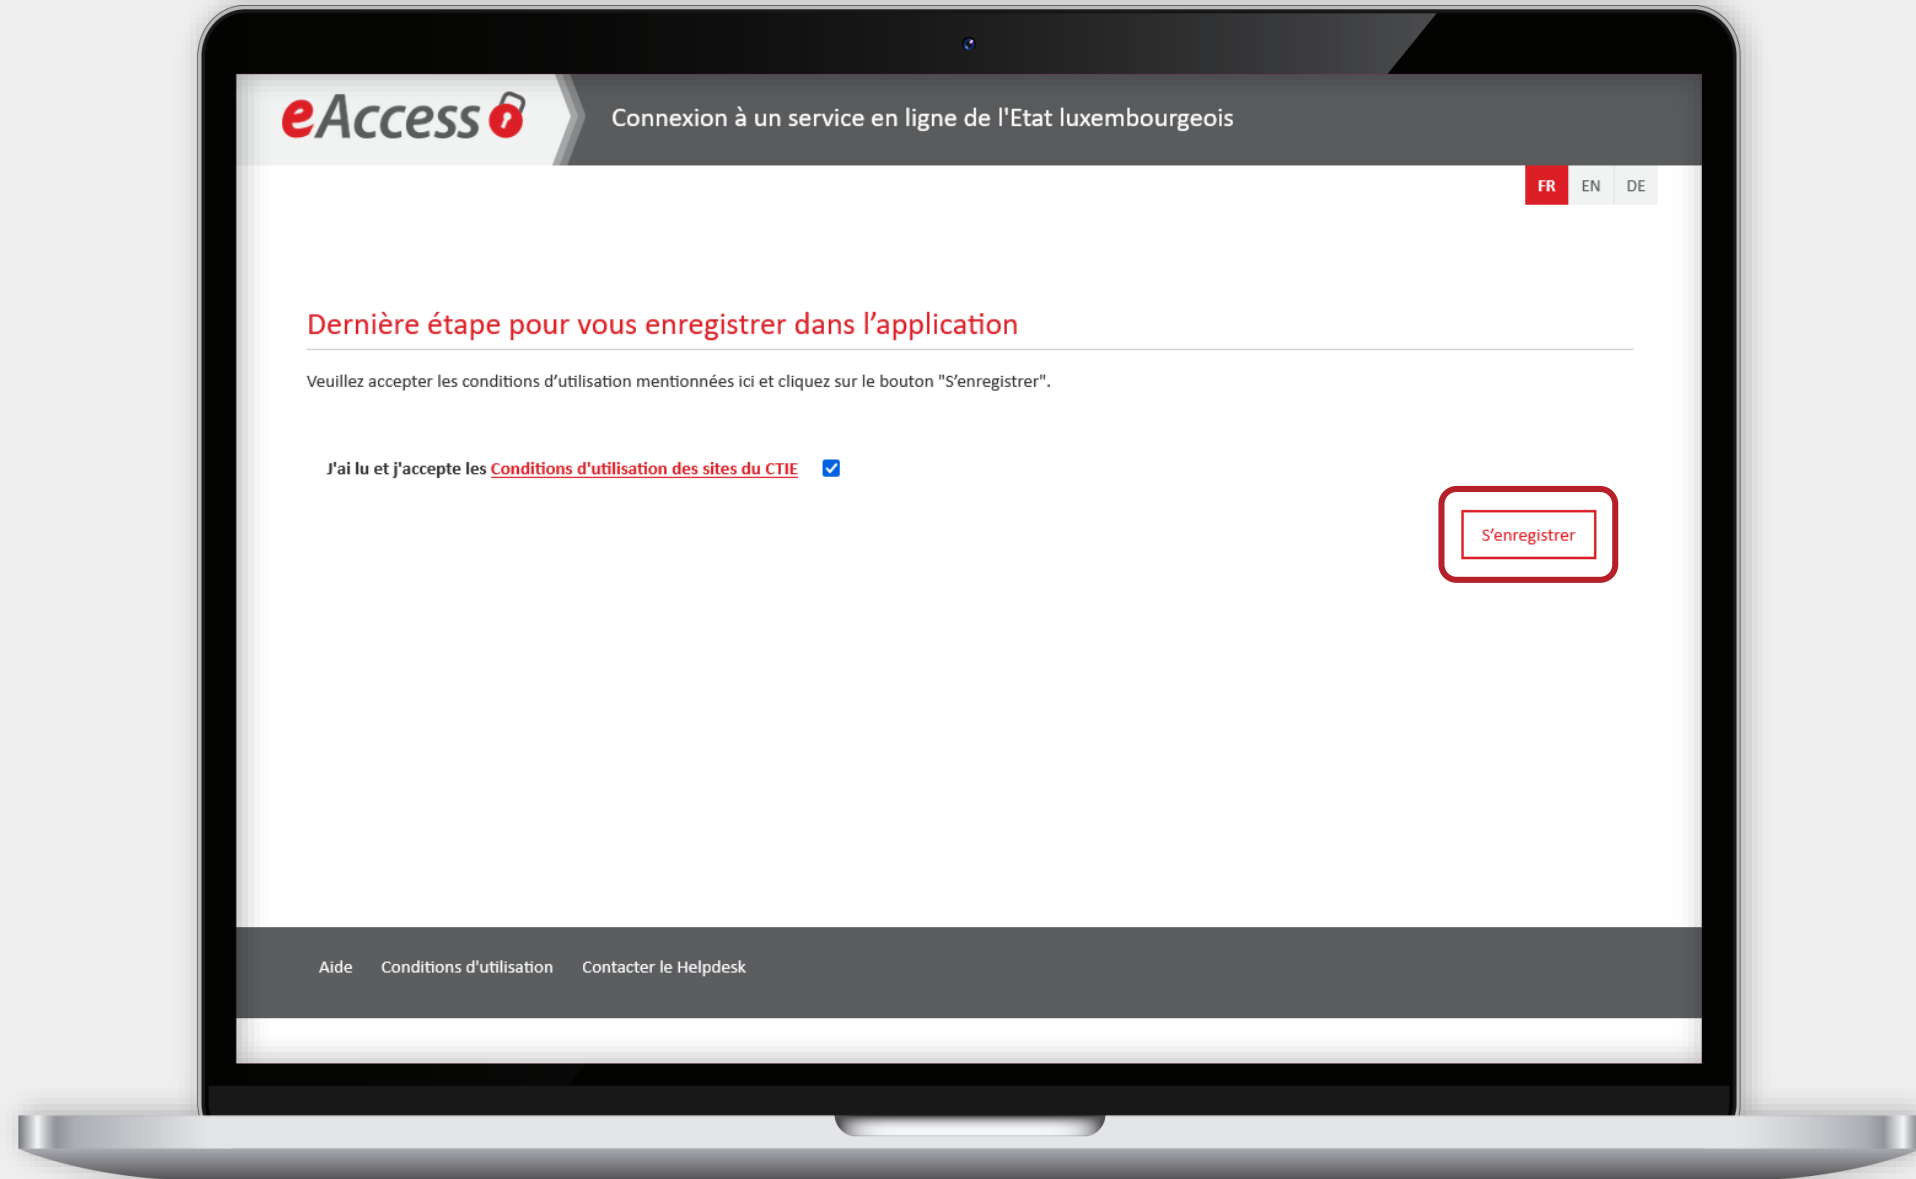 eAccess
Connexion à un service en ligne de l'Etat luxembourgeois
FR EN DE
Dernière étape pour vous enregistrer dans l’application
Veuillez accepter les conditions d’utilisation mentionnées ici et cliquez sur le bouton "S’enregistrer".
J'ai lu et j'accepte les Conditions d'utilisation des sites du CTIE
S’enregistrer
Aide Conditions d'utilisation Contacter le Helpdesk